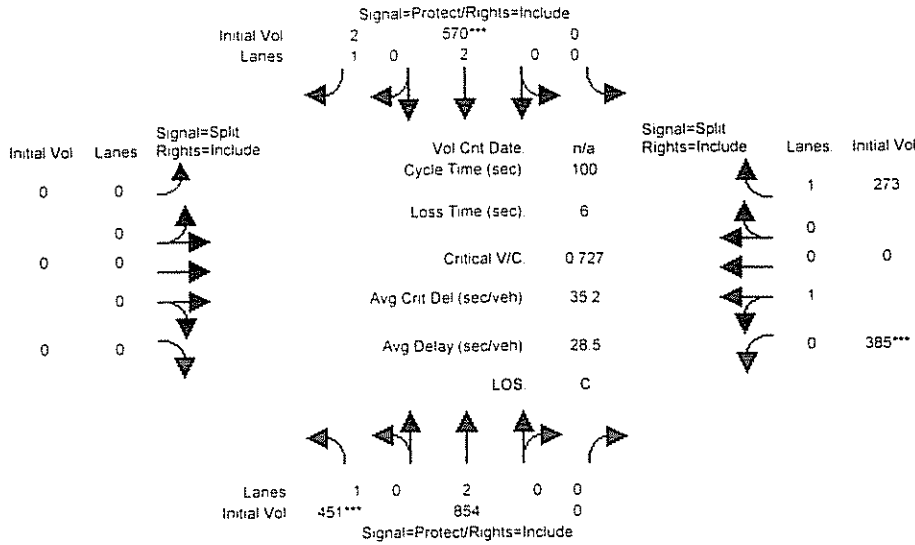 Signal=Protect/Rights=Include
Initial Vol 2 570*** 0
Lanes 1 0 2 0 0
Signal=Split
Initial Vol Lanes Rights=Include
Vol Cnt Date. n/a
Signal=Split
Rights=Include Lanes. Initial Vol
Cycle Time (sec) 100
0 0
1 273
Loss Time (sec). 6
0
0
Critical V/C. 0 727
0 0
0 0
Avg Crit Del (sec/veh) 35 2
0
1
Avg Delay (sec/veh) 28.5
0 0
0 385***
LOS. C
Lanes 1 0 2 0 0
Initial Vol 451*** 854 0
Signal=Protect/Rights=Include